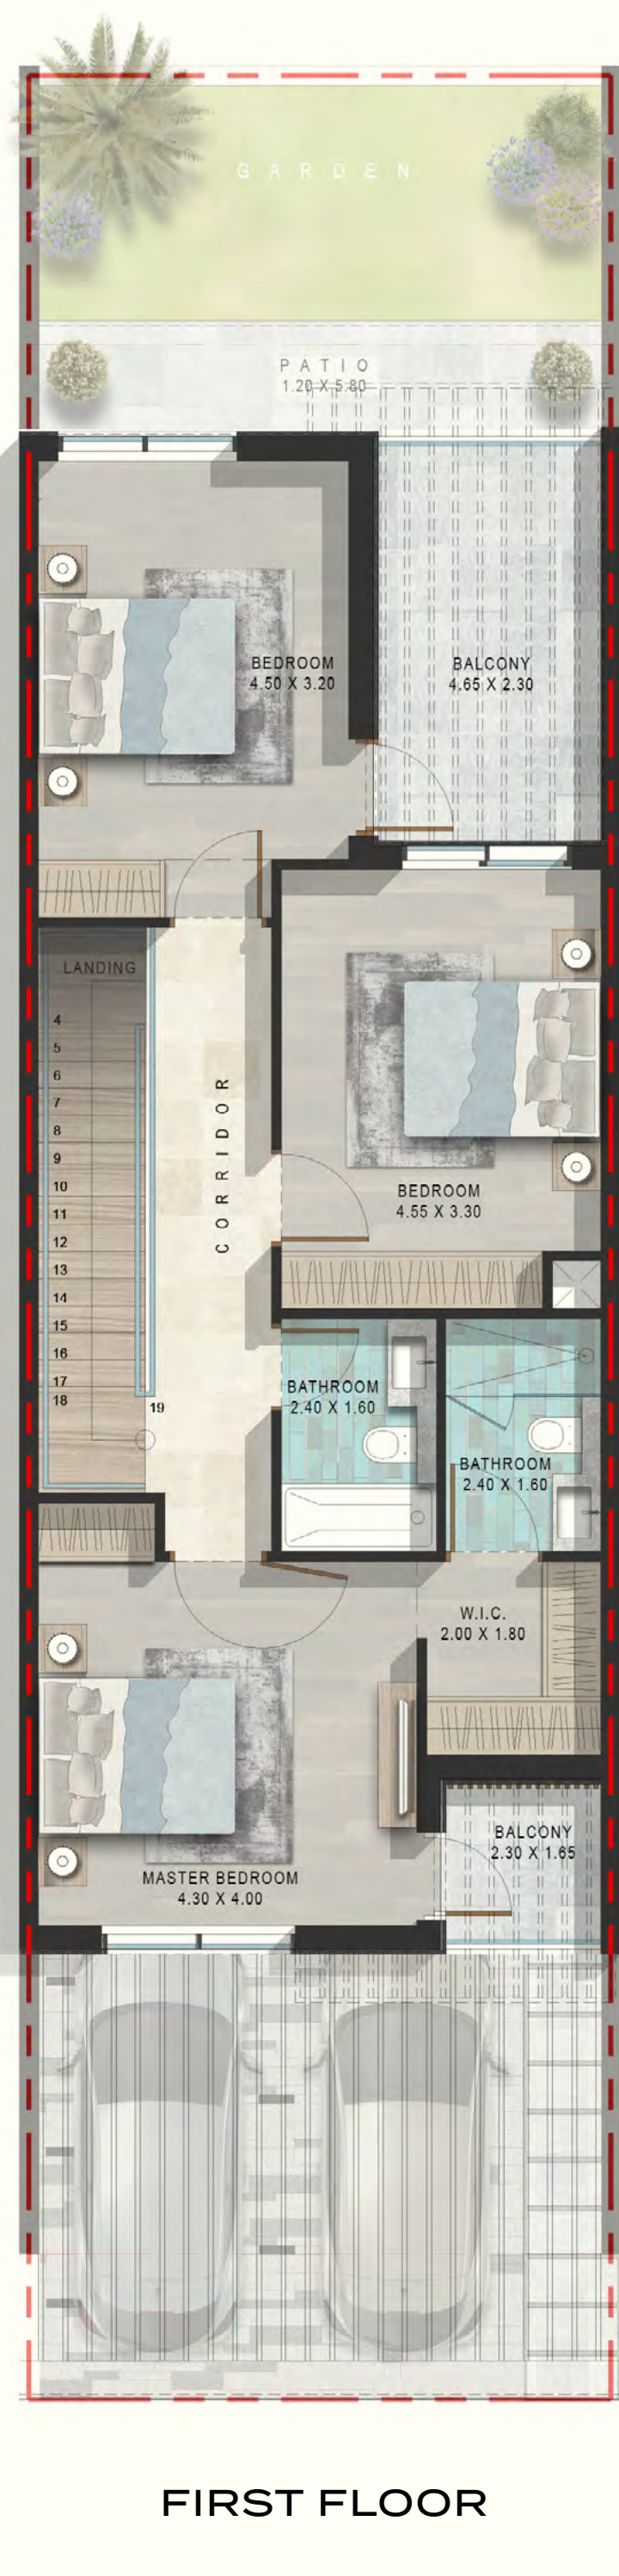 GARDEN
PATIO
1.20 X 5.80
BEDROOM
4.50 X 3.20
BALCONY
4.65 X 2.30
LANDING
4
5
6
7
8
9
10
11
12
13
14
15
16
17
18
19
CORRIDOR
BEDROOM
4.55 X 3.30
BATHROOM
2.40 X 1.60
BATHROOM
2.40 X 1.60
W.I.C.
2.00 X 1.80
BALCONY
2.30 X 1.65
MASTER BEDROOM
4.30 X 4.00
FIRST FLOOR